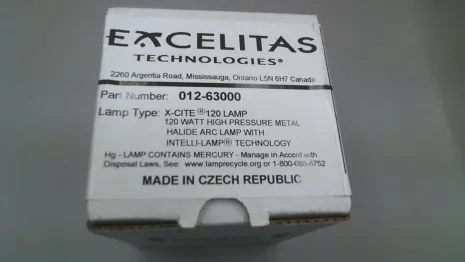 EXCELITAS
TECHNOLOGIES®
2260 Argentia Road, Mississauga, Ontario L5N 6H7 Canada
Part Number: 012-63000
Lamp Type: X-CITE®120 LAMP
120 WATT HIGH PRESSURE METAL
HALIDE ARC LAMP WITH
INTELLI-LAMP® TECHNOLOGY
Hg - LAMP CONTAINS MERCURY - Manage in Accord with
Disposal Laws, See: www.lamprecycle.org or 1-800-668-8752
MADE IN CZECH REPUBLIC